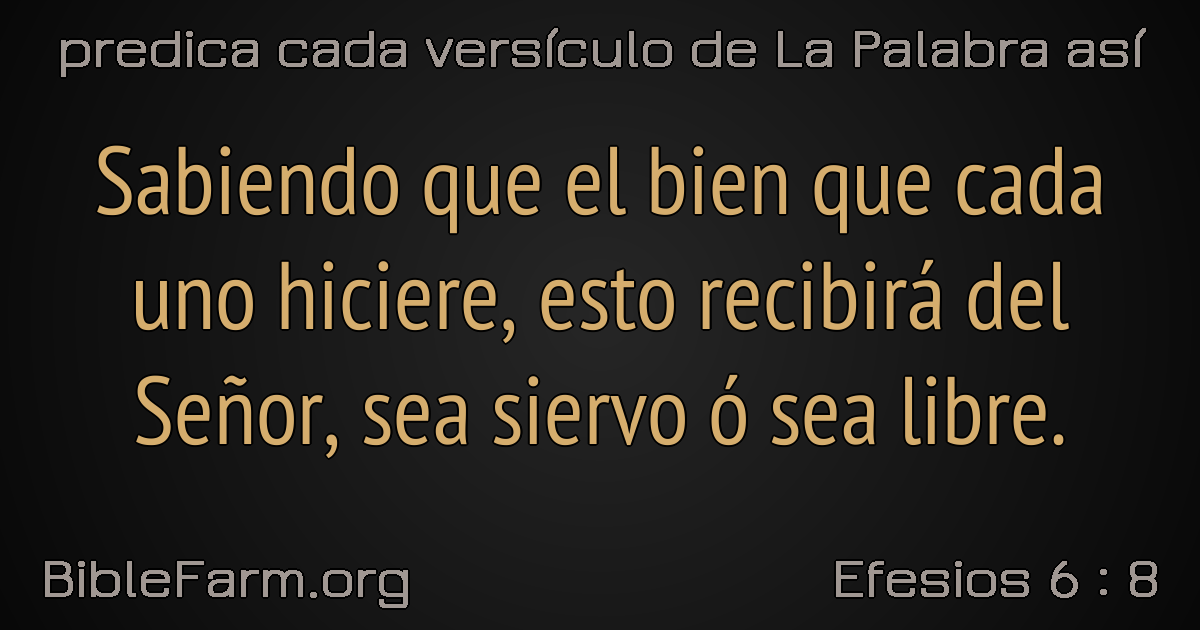 predica cada versículo de La Palabra así
Sabiendo que el bien que cada
uno hiciere, esto recibirá del
Señor, sea siervo ó sea libre.
BibleFarm.org
Efesios 6 : 8